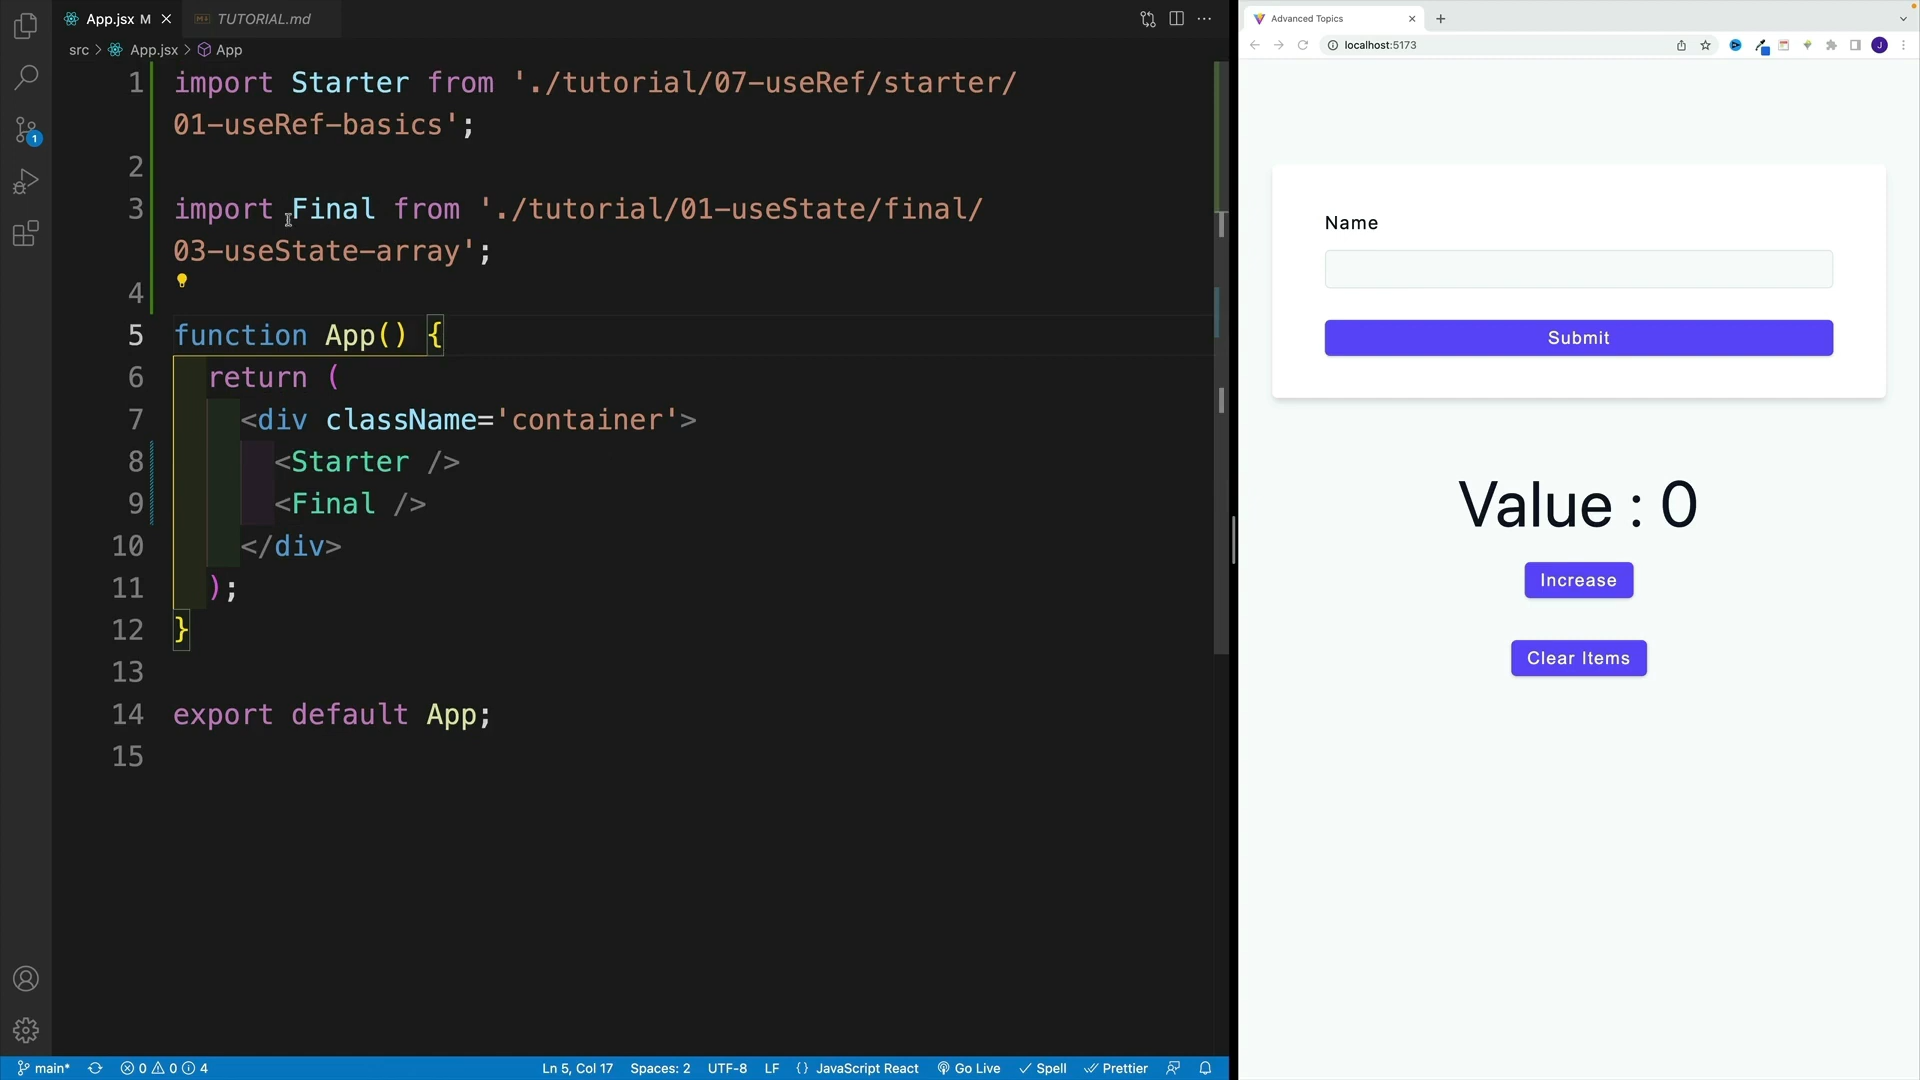 App.jsx M
TUTORIAL.md
src > App.jsx > App
1 import Starter from './tutorial/07-useRef/starter/
01-useRef-basics';
2
3 import Final from './tutorial/01-useState/final/
03-useState-array';
4
5 function App() {
6 return (
7 <div className='container'>
8 <Starter />
9 <Final />
10 </div>
11 );
12 }
13
14 export default App;
15
1
main*
0 0 4
Ln 5, Col 17
Spaces: 2
UTF-8
LF
{} JavaScript React
Go Live
Spell
Prettier
Advanced Topics
localhost:5173
J
Name
Submit
Value : 0
Increase
Clear Items